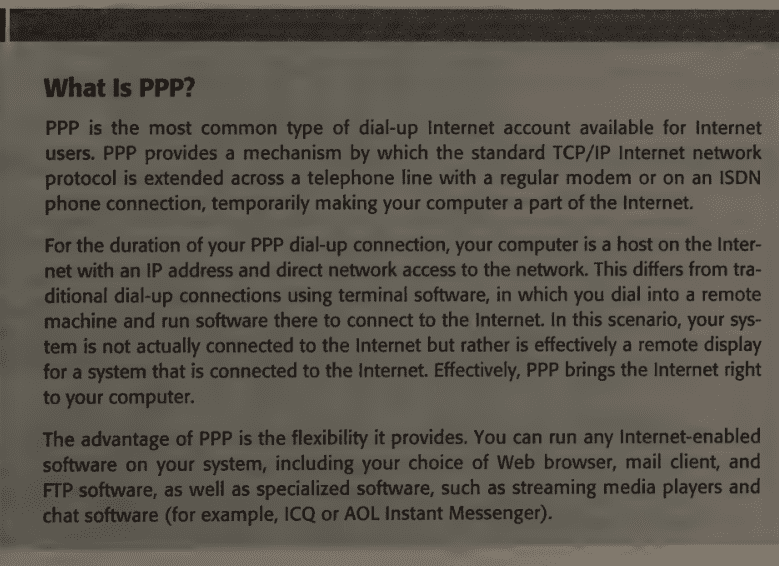 What Is PPP?
PPP is the most common type of dial-up Internet account available for Internet
users. PPP provides a mechanism by which the standard TCP/IP Internet network
protocol is extended across a telephone line with a regular modem or on an ISDN
phone connection, temporarily making your computer a part of the Internet.
For the duration of your PPP dial-up connection, your computer is a host on the Inter-
net with an IP address and direct network access to the network. This differs from tra-
ditional dial-up connections using terminal software, in which you dial into a remote
machine and run software there to connect to the Internet. In this scenario, your sys-
tem is not actually connected to the Internet but rather is effectively a remote display
for a system that is connected to the Internet. Effectively, PPP brings the Internet right
to your computer.
The advantage of PPP is the flexibility it provides. You can run any Internet-enabled
software on your system, including your choice of Web browser, mail client, and
FTP software, as well as specialized software, such as streaming media players and
chat software (for example, ICQ or AOL Instant Messenger).